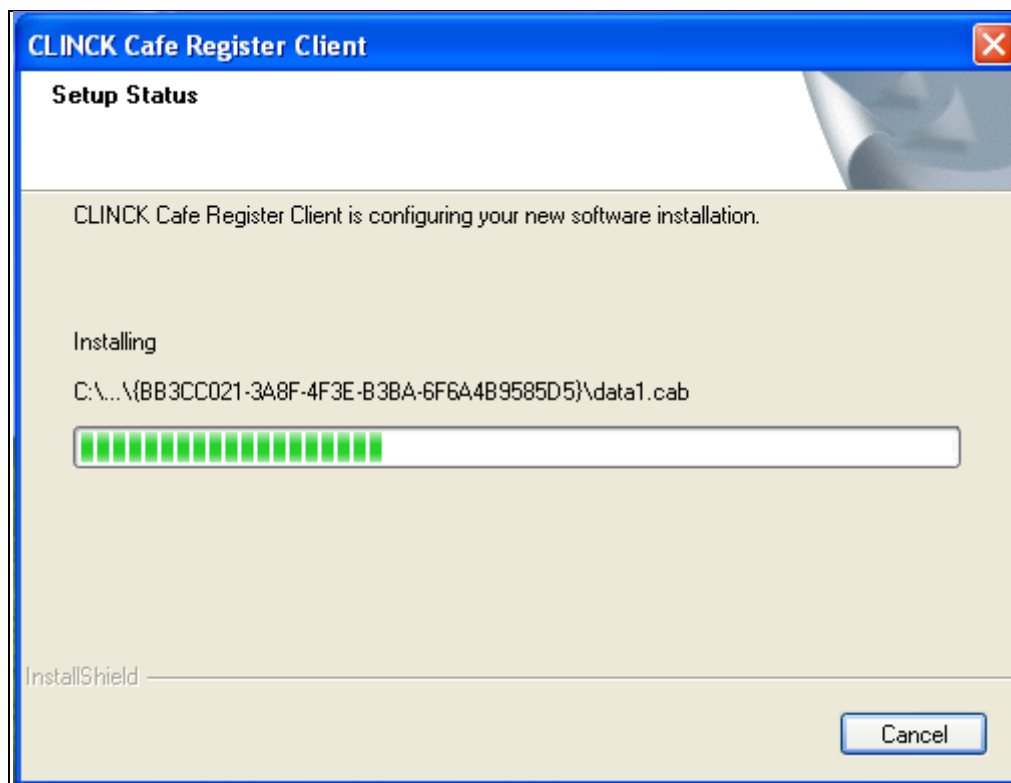 CLINCK Cafe Register Client
Setup Status
CLINCK Cafe Register Client is configuring your new software installation.
Installing
C:\...\{BB3CC021-3A8F-4F3E-B3BA-6F6A4B9585D5}\data1.cab
InstallShield
Cancel